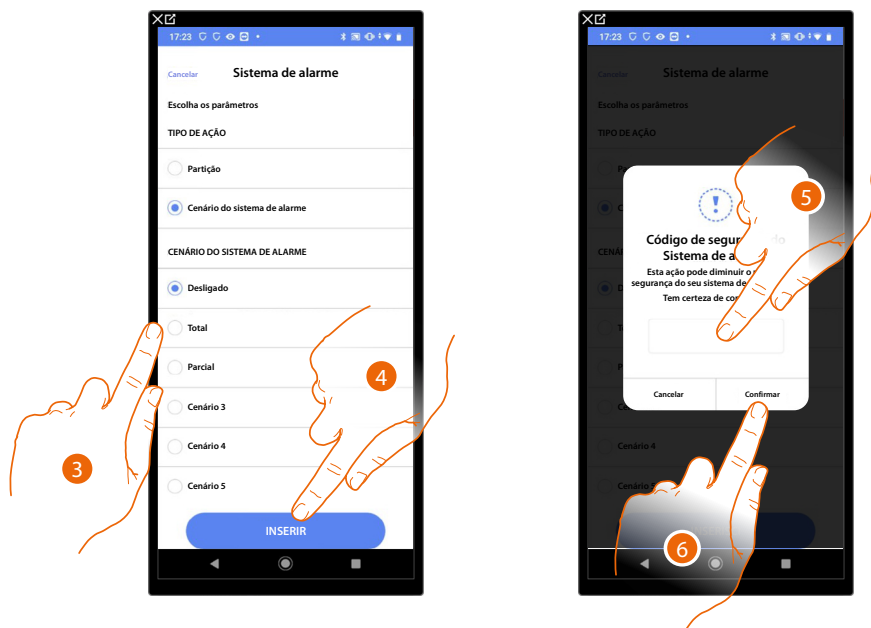 17:23
Cancelar Sistema de alarme
Escolha os parâmetros
TIPO DE AÇÃO
Partição
Cenário do sistema de alarme
CENÁRIO DO SISTEMA DE ALARME
Desligado
Total
Parcial
Cenário 3
Cenário 4
Cenário 5
INSERIR
3
4
17:23
Cancelar Sistema de alarme
Escolha os parâmetros
TIPO DE AÇÃO
Código de segur
Sistema de a
Esta ação pode diminuir o
segurança do seu sistema de
Tem certeza de
Cancelar Confirmar
Cenário 4
Cenário
5
6